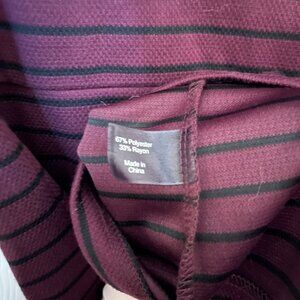 67% Polyester
33% Rayon
Made in
China